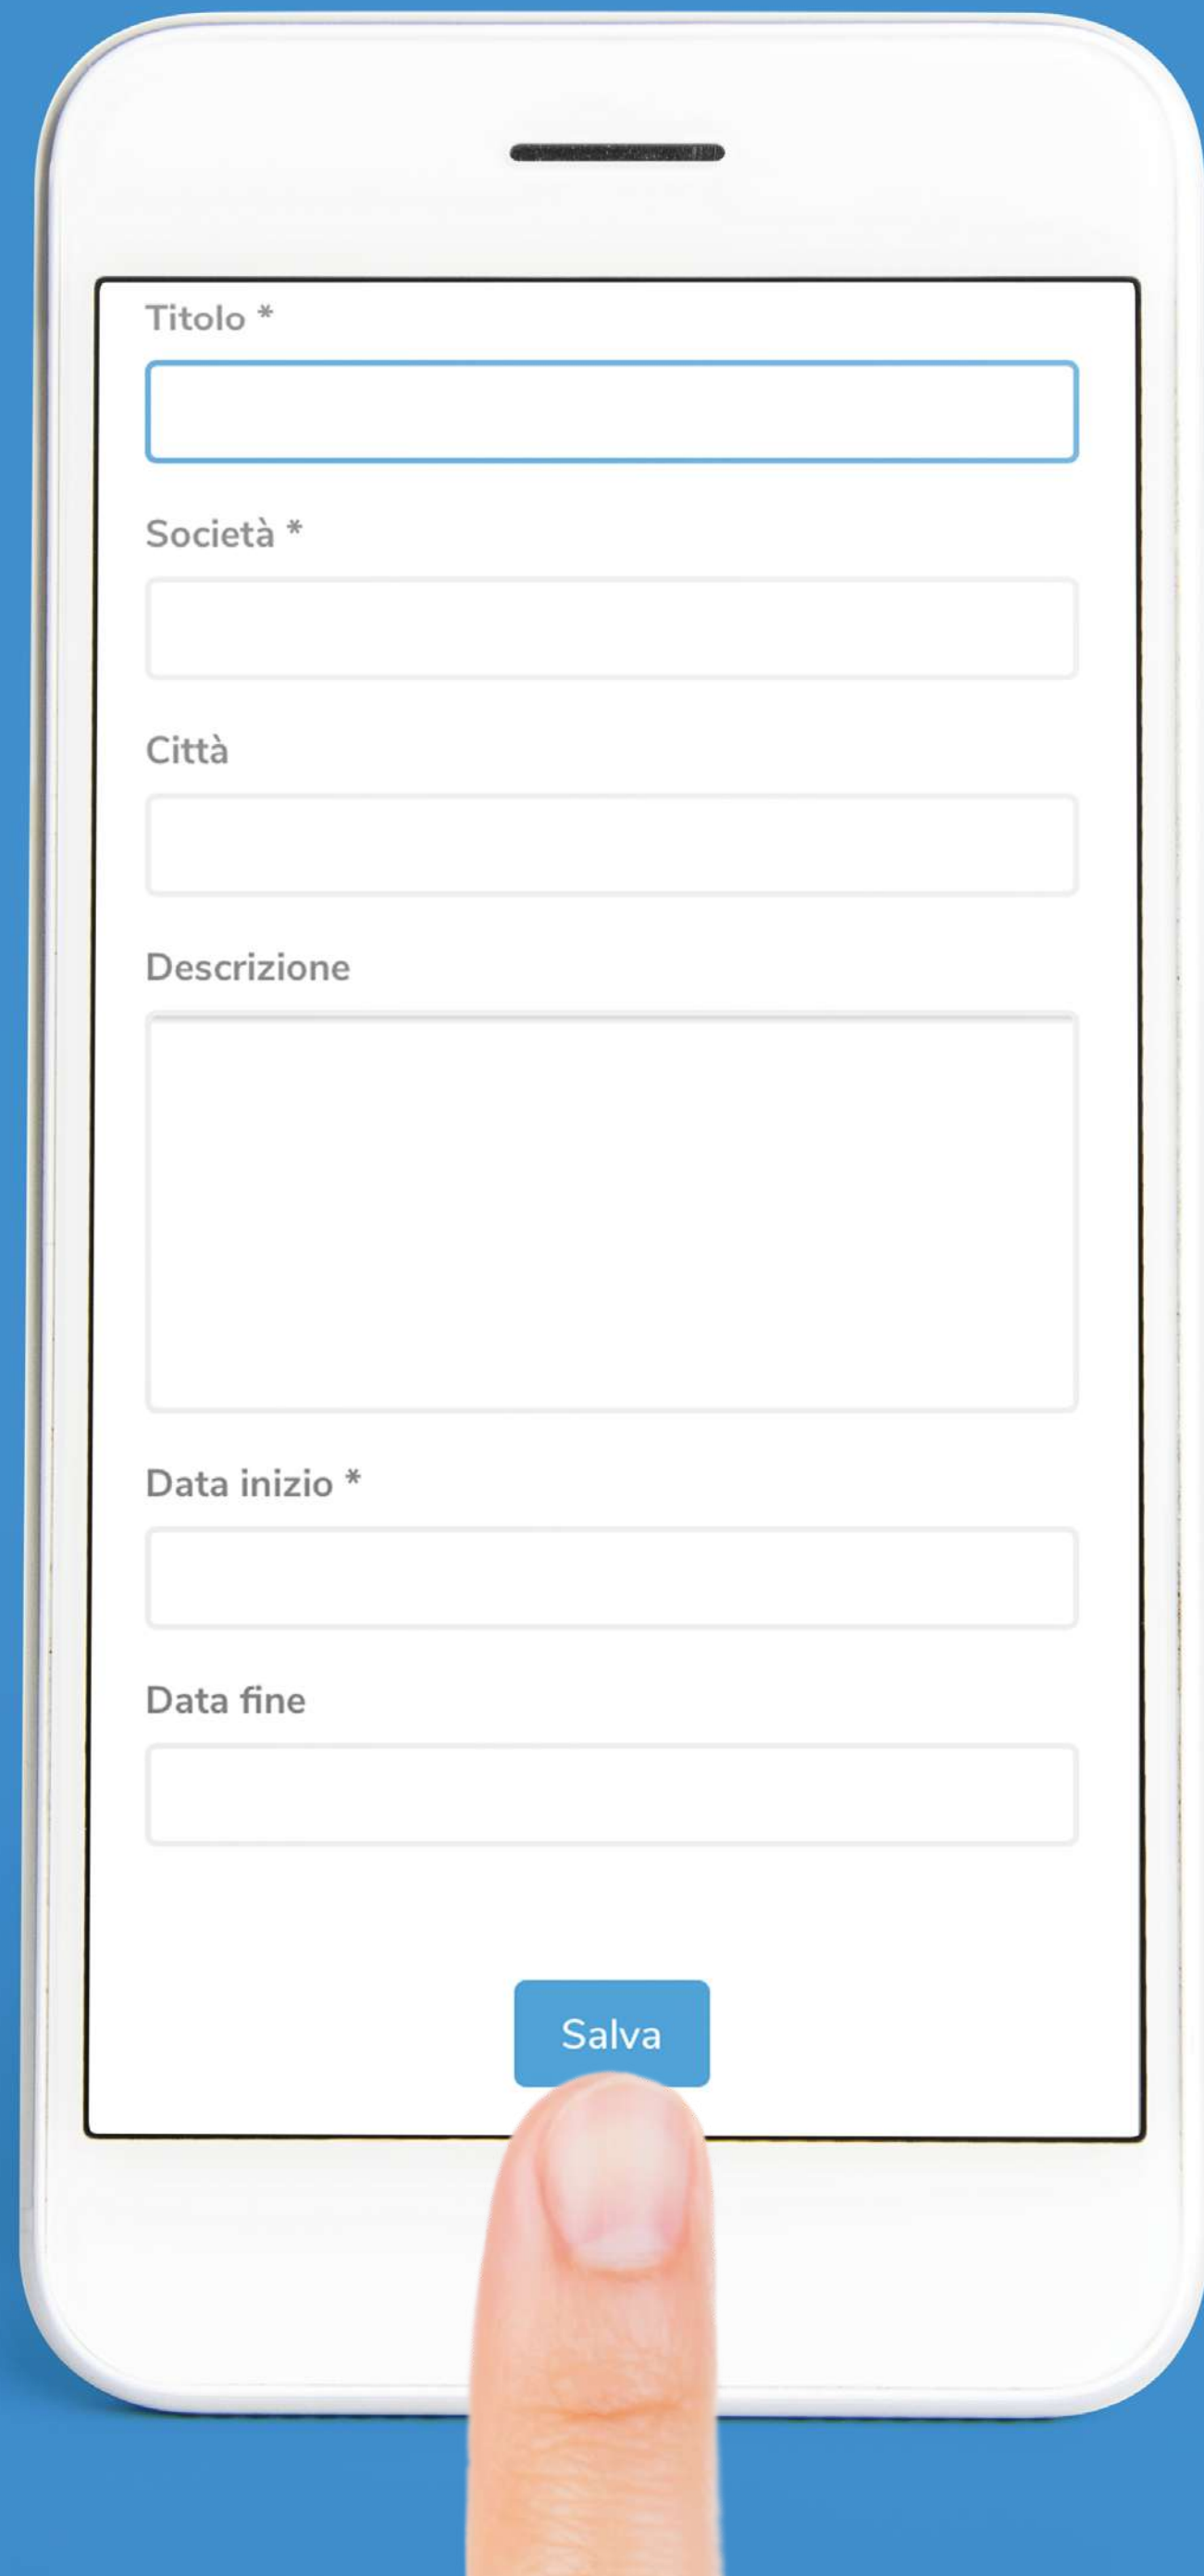 Titolo *
Società *
Città
Descrizione
Data inizio *
Data fine
Salva